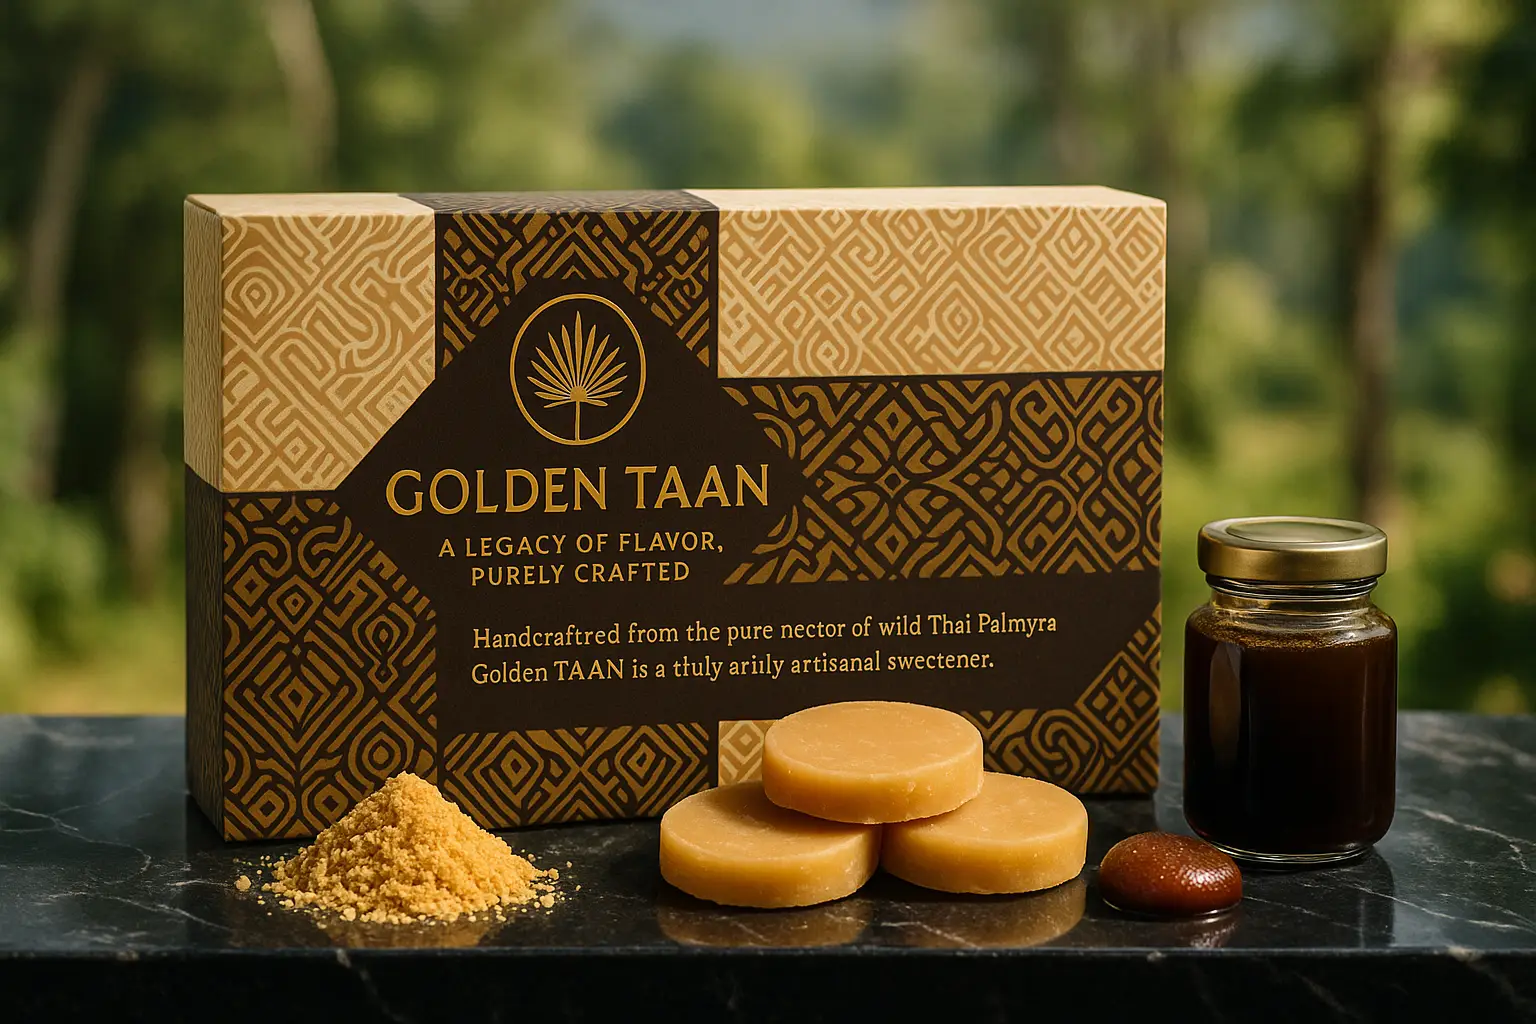 GOLDEN TAAN
A LEGACY OF FLAVOR,
PURELY CRAFTED
Handcraftred from the pure nector of wild Thai Palmyra
Golden TAAN is a tfuly ariily artisanal sweetener.